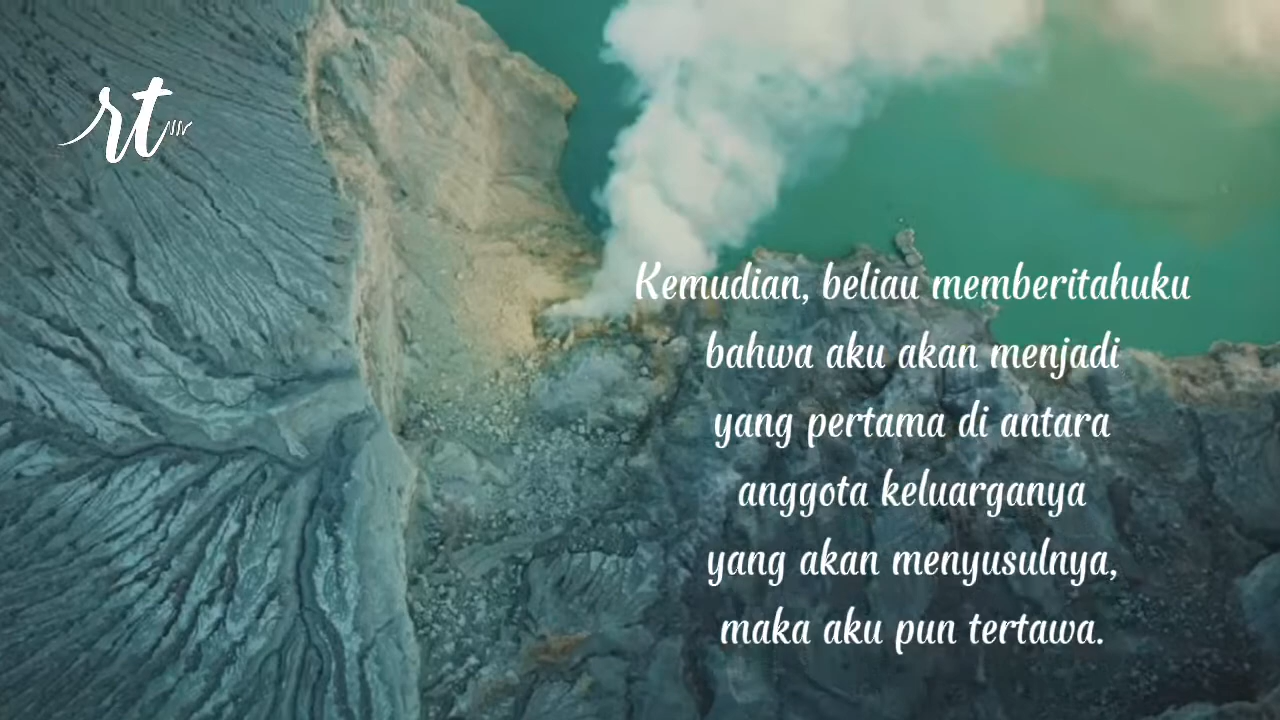 rt
Kemudian, beliau memberitahuku
bahwa aku akan menjadi
yang pertama di antara
anggota keluarganya
yang akan menyusulnya,
maka aku pun tertawa.